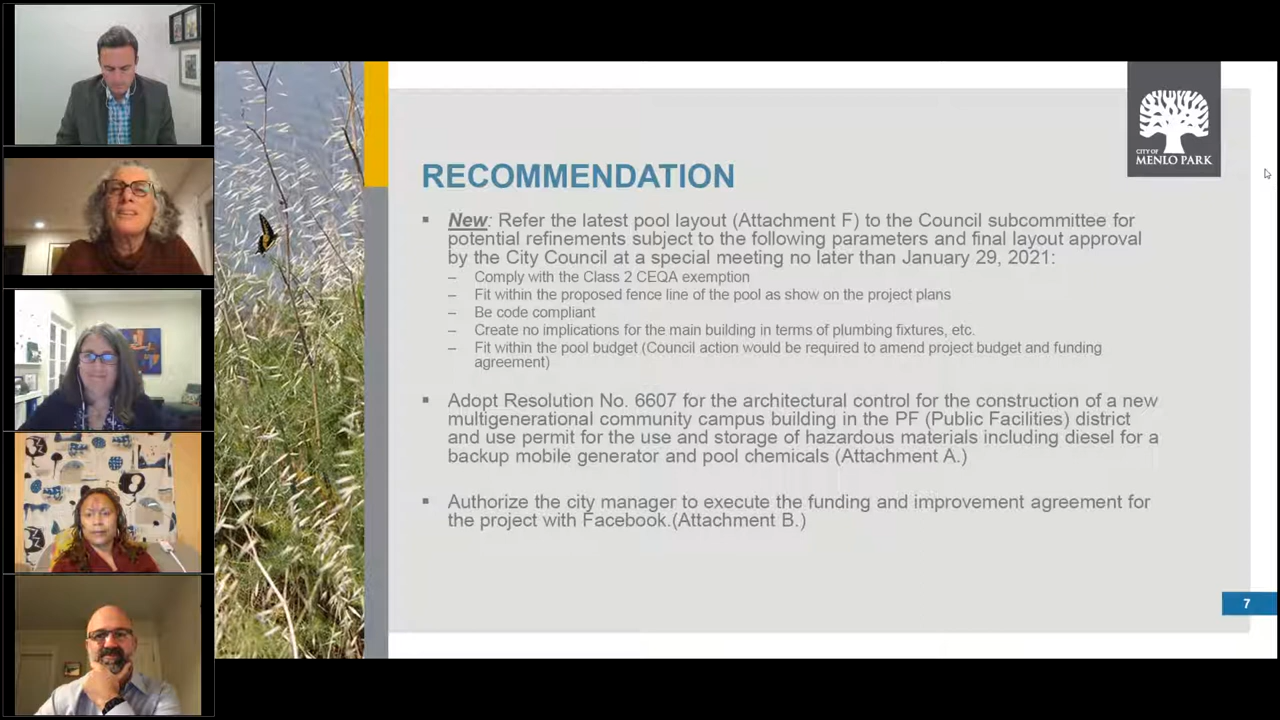 CITY OF
MENLO PARK
RECOMMENDATION
▪ New: Refer the latest pool layout (Attachment F) to the Council subcommittee for
potential refinements subject to the following parameters and final layout approval
by the City Council at a special meeting no later than January 29, 2021:
– Comply with the Class 2 CEQA exemption
– Fit within the proposed fence line of the pool as show on the project plans
– Be code compliant
– Create no implications for the main building in terms of plumbing fixtures, etc.
– Fit within the pool budget (Council action would be required to amend project budget and funding
agreement)
▪ Adopt Resolution No. 6607 for the architectural control for the construction of a new
multigenerational community campus building in the PF (Public Facilities) district
and use permit for the use and storage of hazardous materials including diesel for a
backup mobile generator and pool chemicals (Attachment A.)
▪ Authorize the city manager to execute the funding and improvement agreement for
the project with Facebook.(Attachment B.)
7